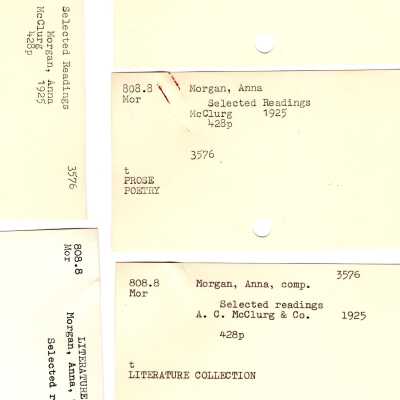 Selected Readings
Morgan, Anna
McClurg 1925
428p
3576
808.8 Morgan, Anna
Mor
Selected Readings
McClurg 1925
428p
3576
t
PROSE
POETRY
808.8
Mor
LITERATURE
Morgan, Anna,
Selected r
3576
808.8 Morgan, Anna, comp.
Mor
Selected readings
A. C. McClurg & Co. 1925
428p
t
LITERATURE COLLECTION